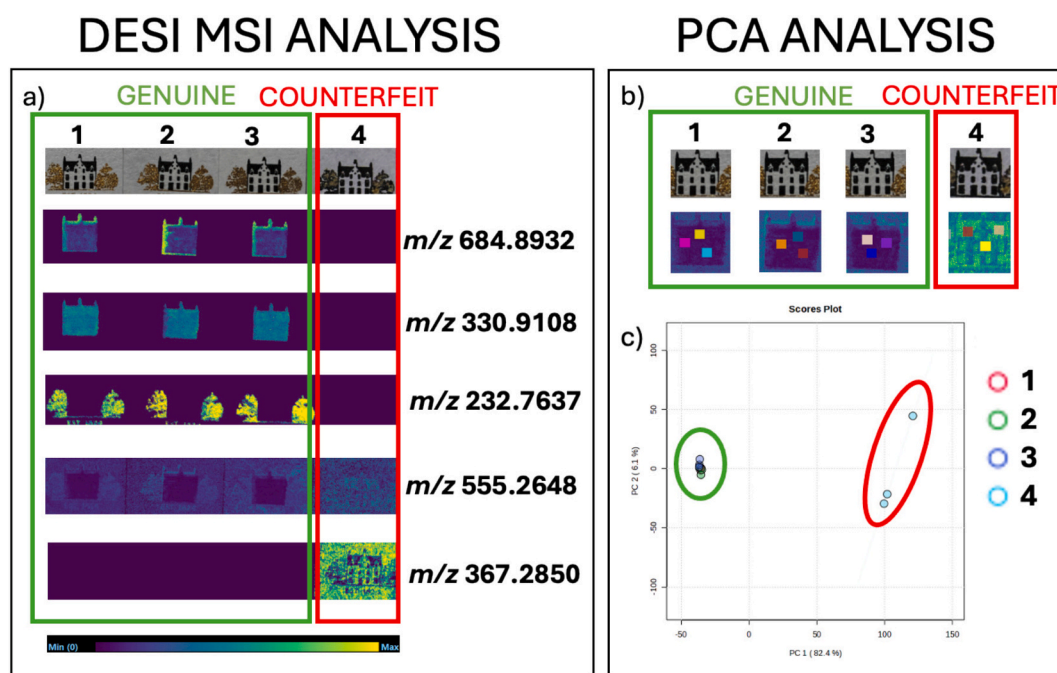 DESI MSI ANALYSIS
a)
GENUINE
COUNTERFEIT
1 2 3 4
m/z 684.8932
m/z 330.9108
m/z 232.7637
m/z 555.2648
m/z 367.2850
Min (0) Max
PCA ANALYSIS
b)
GENUINE
COUNTERFEIT
1 2 3 4
Scores Plot
c)
100
50
0
-50
-100
PC 2 ( 6.1 %)
-50 0 50 100 150
PC 1 ( 82.4 %)
1
2
3
4